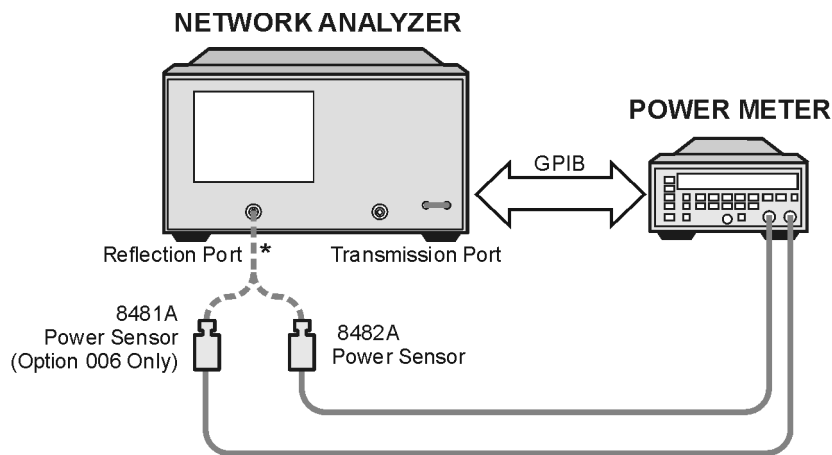 NETWORK ANALYZER
POWER METER
GPIB
Reflection Port *
Transmission Port
8481A
Power Sensor
(Option 006 Only)
8482A
Power Sensor